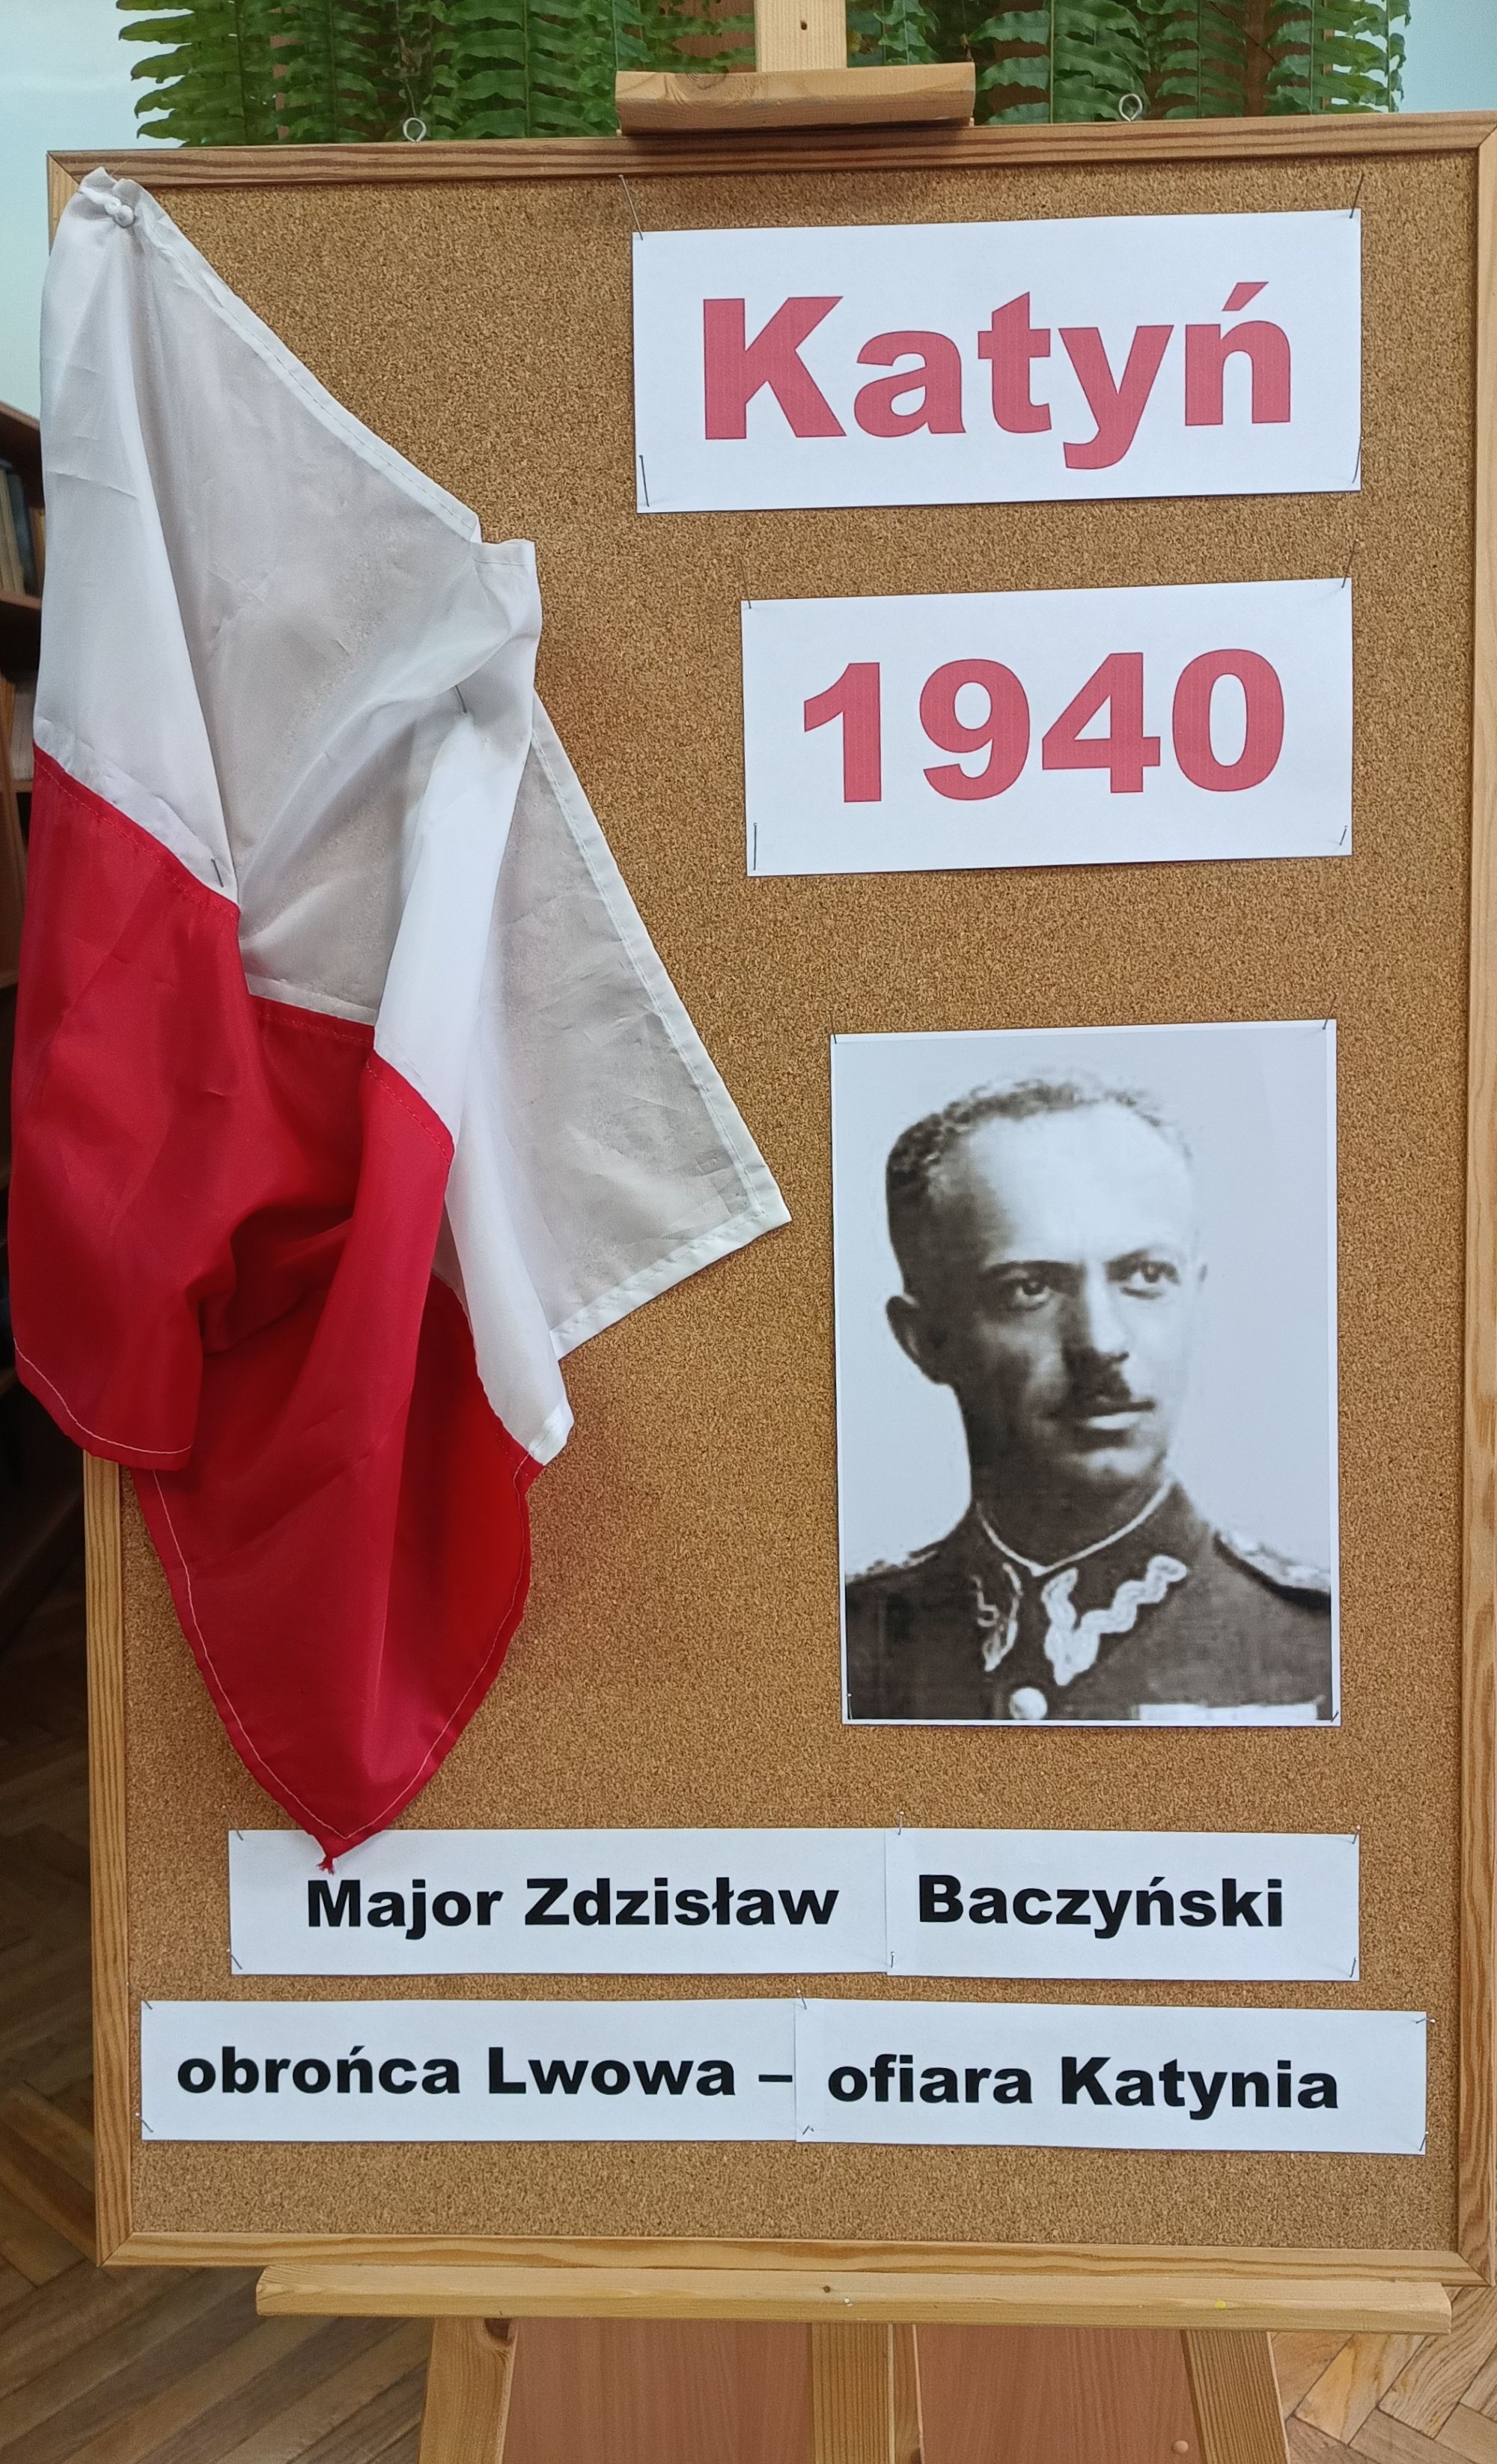 Katyń
1940
Major Zdzisław Baczyński
obrońca Lwowa – ofiara Katynia